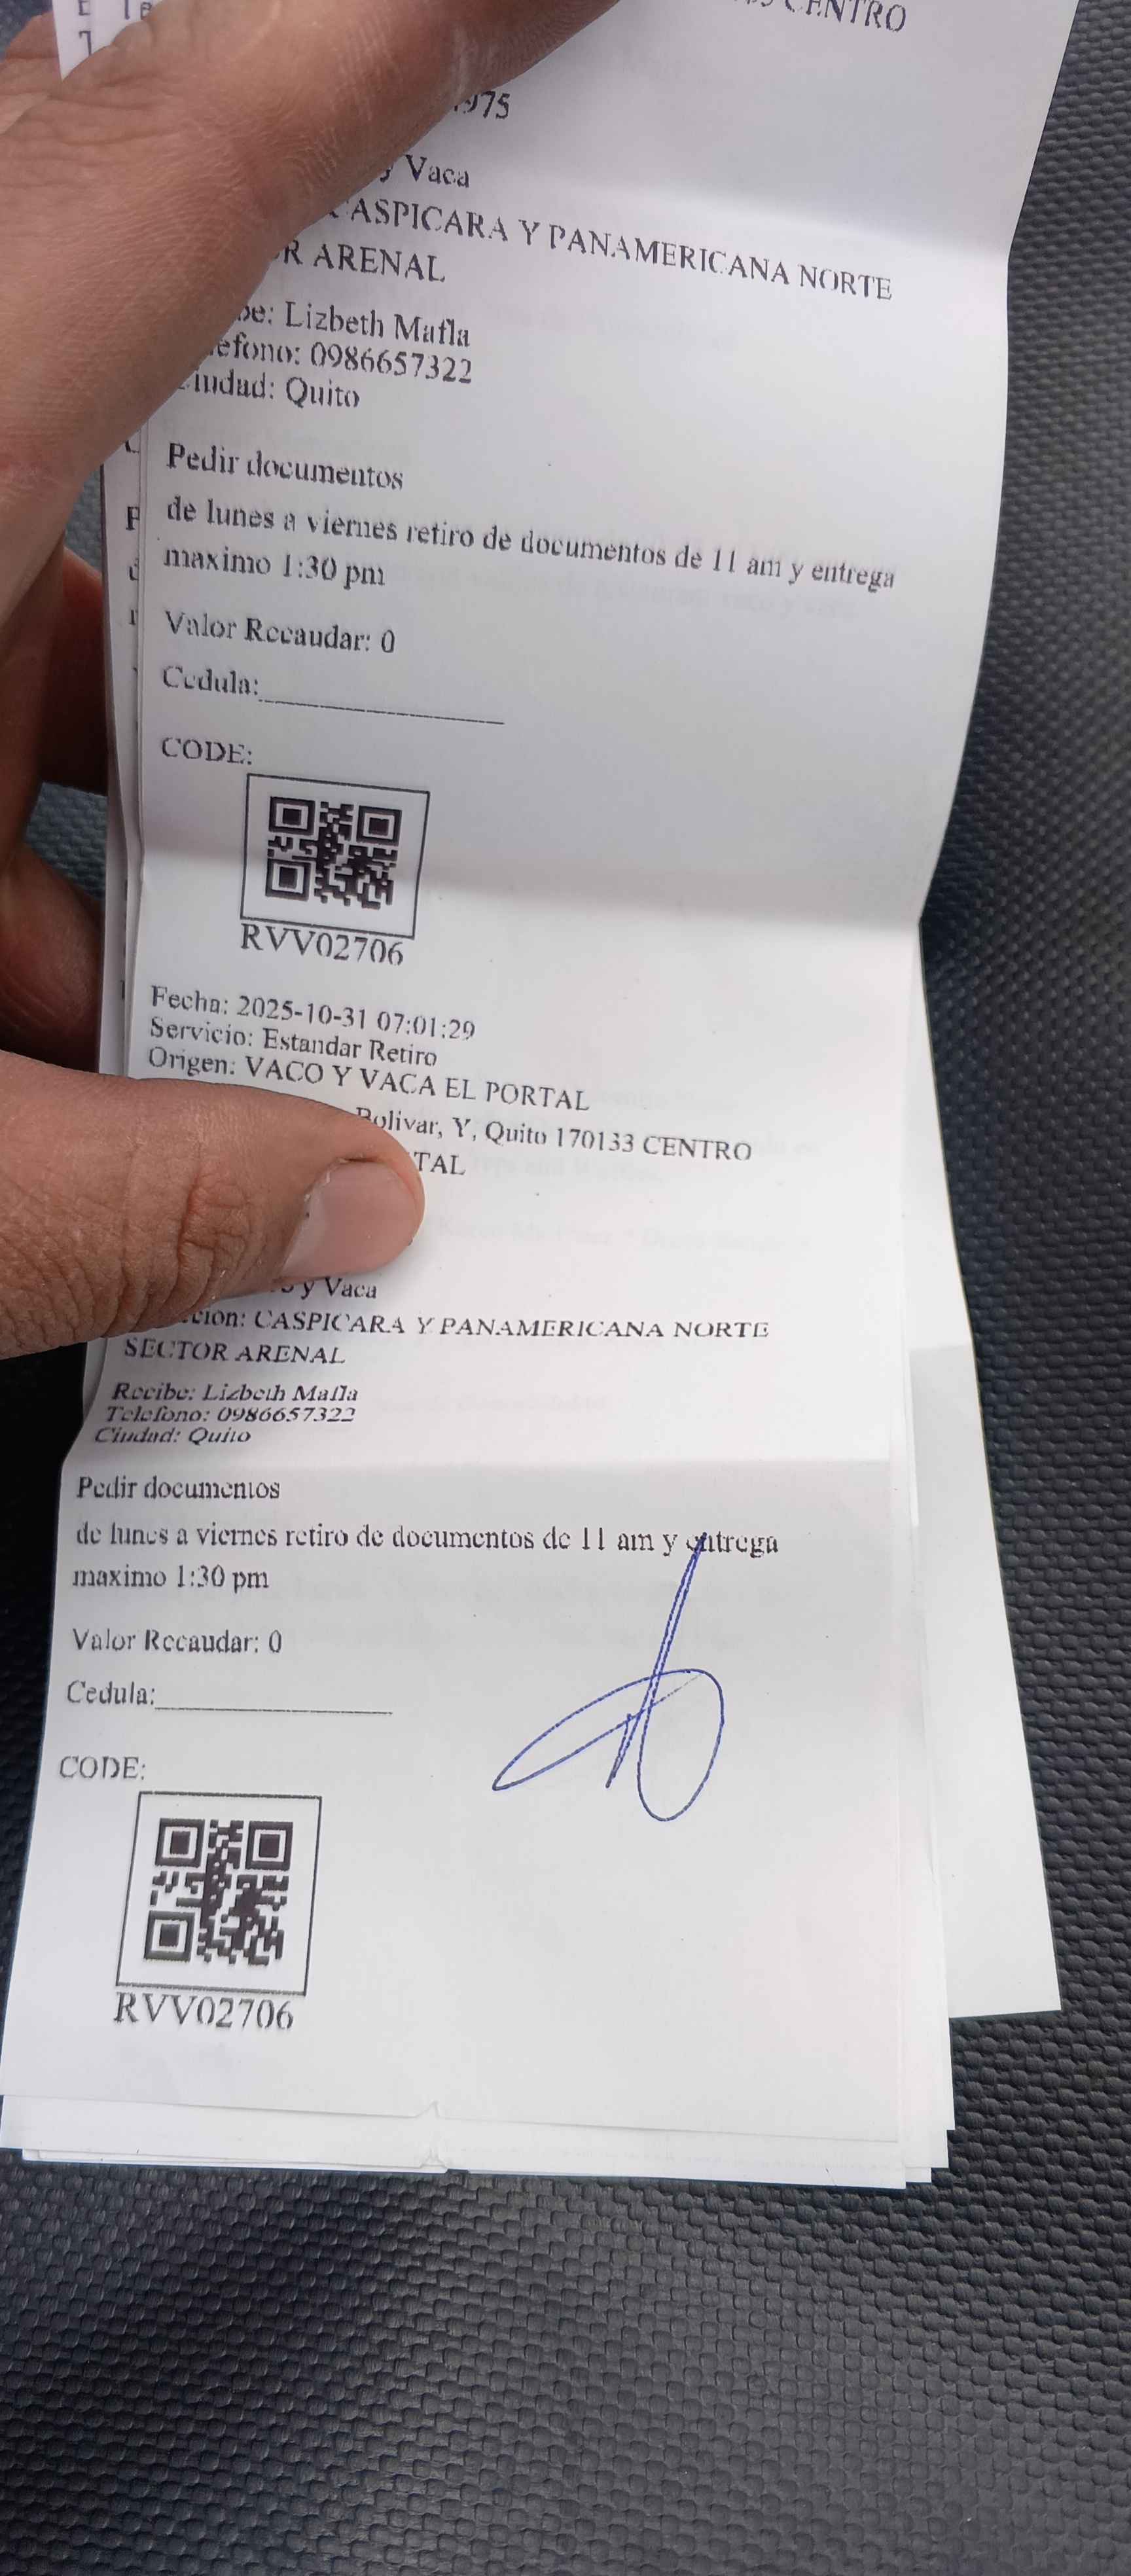 CENTRO
975
y Vaca
CASPICARA Y PANAMERICANA NORTE
R ARENAL
be: Lizbeth Mafla
efono: 0986657322
Ciudad: Quito
Pedir documentos
de lunes a viernes retiro de documentos de 11 am y entrega
maximo 1:30 pm
Valor Recaudar: 0
Cedula:
CODE:
RVV02706
Fecha: 2025-10-31 07:01:29
Servicio: Estandar Retiro
Origen: VACO Y VACA EL PORTAL
Bolivar, Y, Quito 170133 CENTRO
TAL
y Vaca
cion: CASPICARA Y PANAMERICANA NORTE
SECTOR ARENAL
Recibe: Lizbeth Mafla
Telefono: 0986657322
Ciudad: Quito
Pedir documentos
de lunes a viernes retiro de documentos de 11 am y entrega
maximo 1:30 pm
Valor Recaudar: 0
Cedula:
CODE:
RVV02706